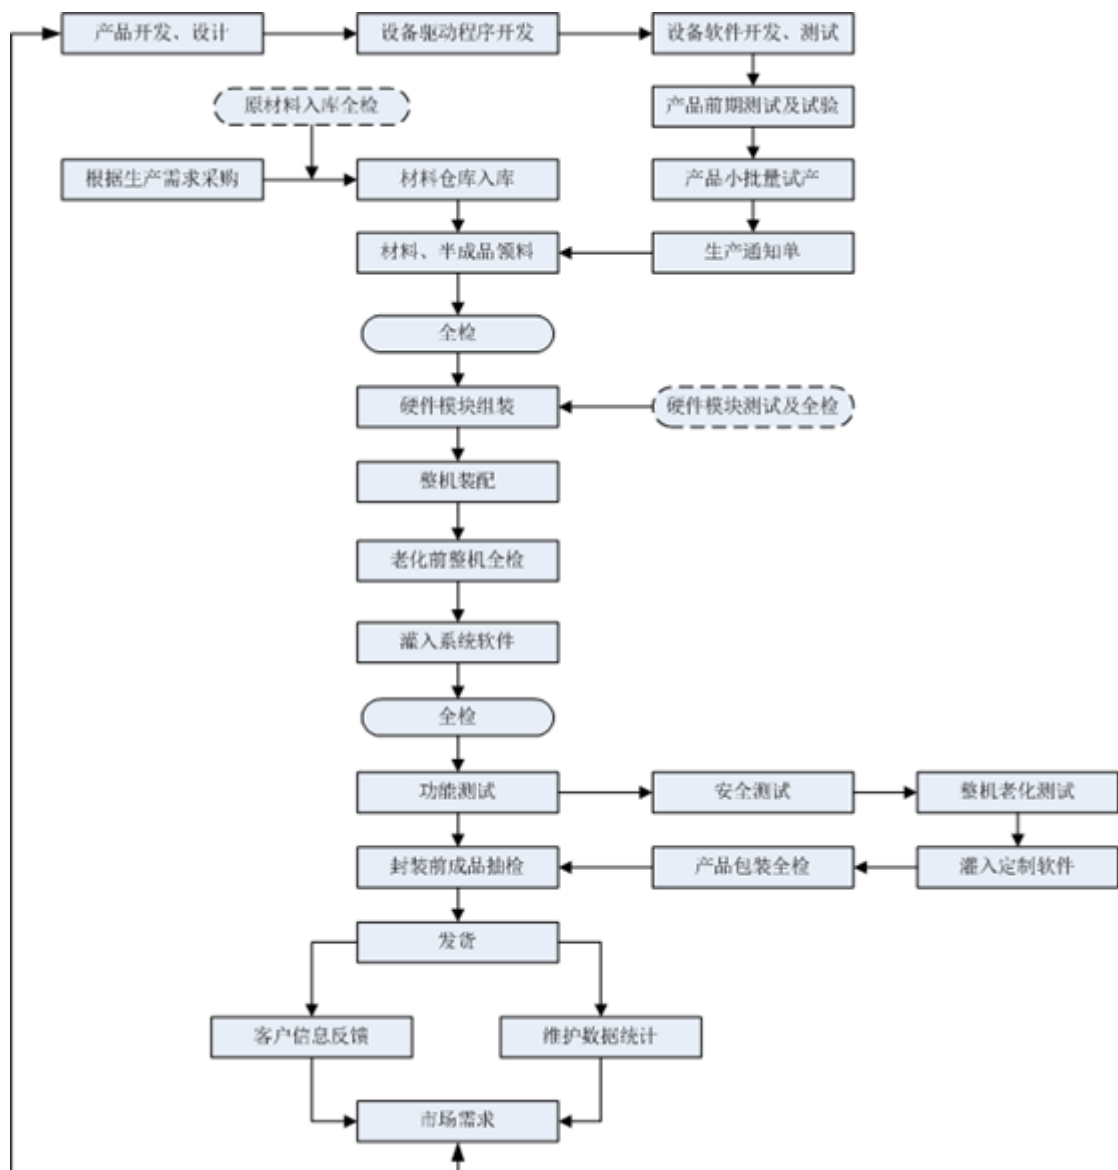 产品开发、设计
设备驱动程序开发
设备软件开发、测试
原材料入库全检
产品前期测试及试验
根据生产需求采购
材料仓库入库
产品小批量试产
材料、半成品领料
生产通知单
全检
硬件模块组装
硬件模块测试及全检
整机装配
老化前整机全检
灌入系统软件
全检
功能测试
安全测试
整机老化测试
封装前成品抽检
产品包装全检
灌入定制软件
发货
客户信息反馈
维护数据统计
市场需求